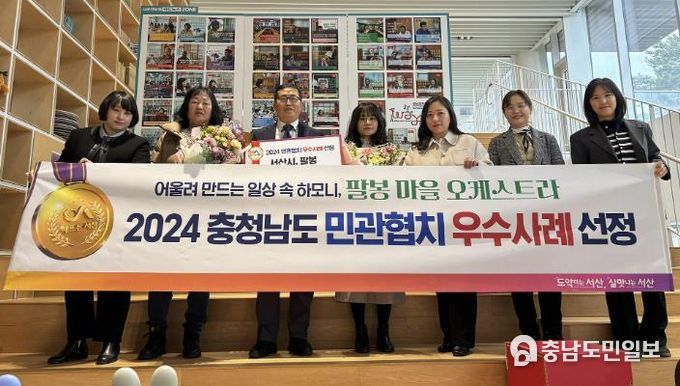 2024 민관협치 우수사례 선정
서산시, 팔봉
어울려 만드는 일상 속 하모니, 팔봉 마을 오케스트라
2024 충청남도 민관협치 우수사례 선정
도약하는 서산, 살맛나는 서산
충남도민일보